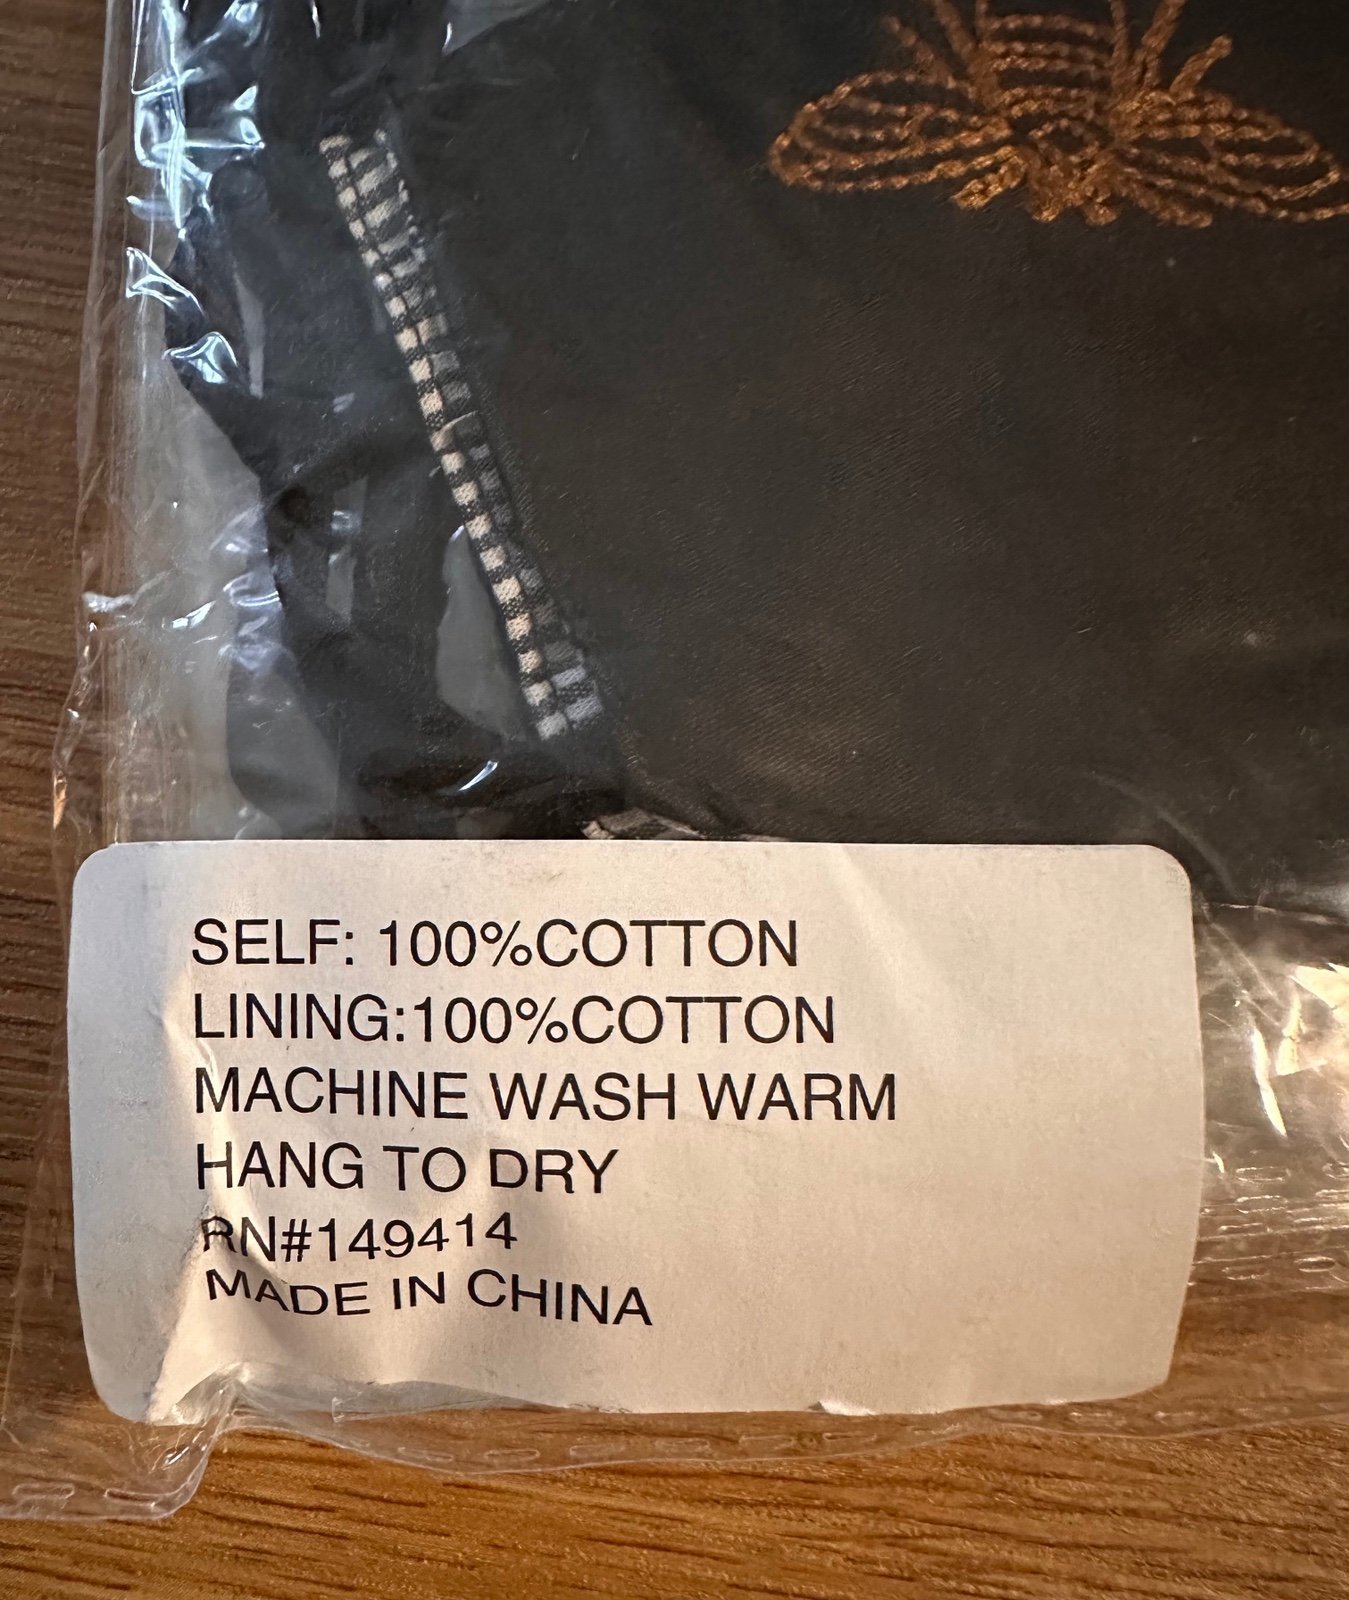 SELF: 100%COTTON
LINING:100%COTTON
MACHINE WASH WARM
HANG TO DRY
RN#149414
MADE IN CHINA